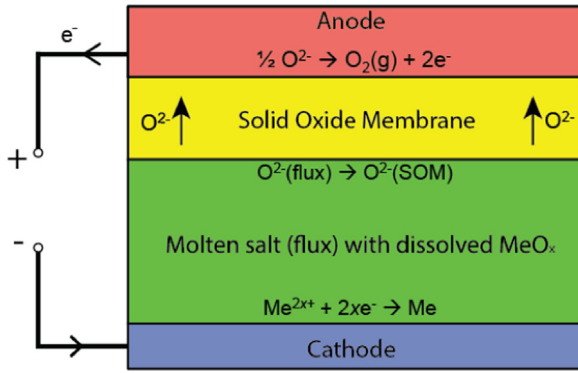 Anode
e⁻
½ O²⁻ → O₂(g) + 2e⁻
O²⁻ Solid Oxide Membrane O²⁻
+
O²⁻(flux) → O²⁻(SOM)
-
Molten salt (flux) with dissolved MeOₓ
Me²ˣ⁺ + 2xe⁻ → Me
Cathode